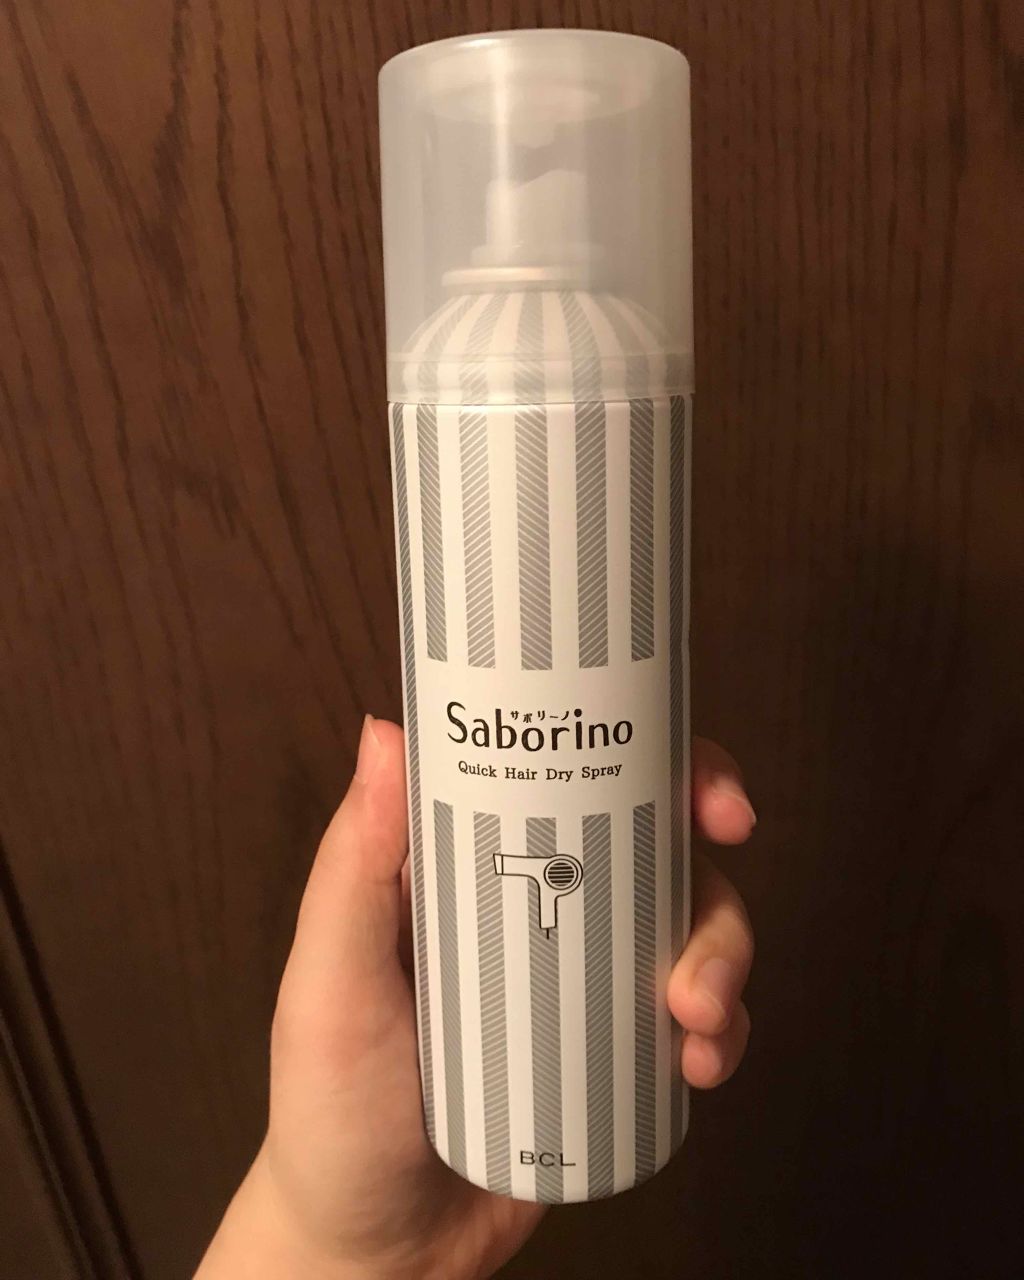 サボリーノ
Saborino
Quick Hair Dry Spray
BCL